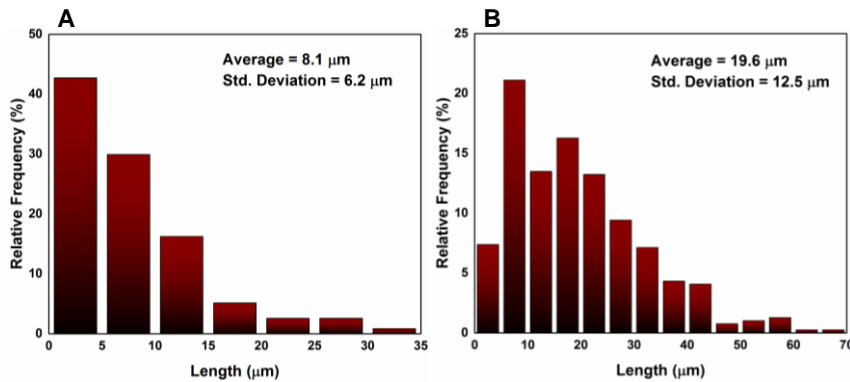 A
Average = 8.1 μm
Std. Deviation = 6.2 μm
Relative Frequency (%)
50
40
30
20
10
0
0 5 10 15 20 25 30 35
Length (μm)
B
Average = 19.6 μm
Std. Deviation = 12.5 μm
Relative Frequency (%)
25
20
15
10
5
0
0 10 20 30 40 50 60 70
Length (μm)